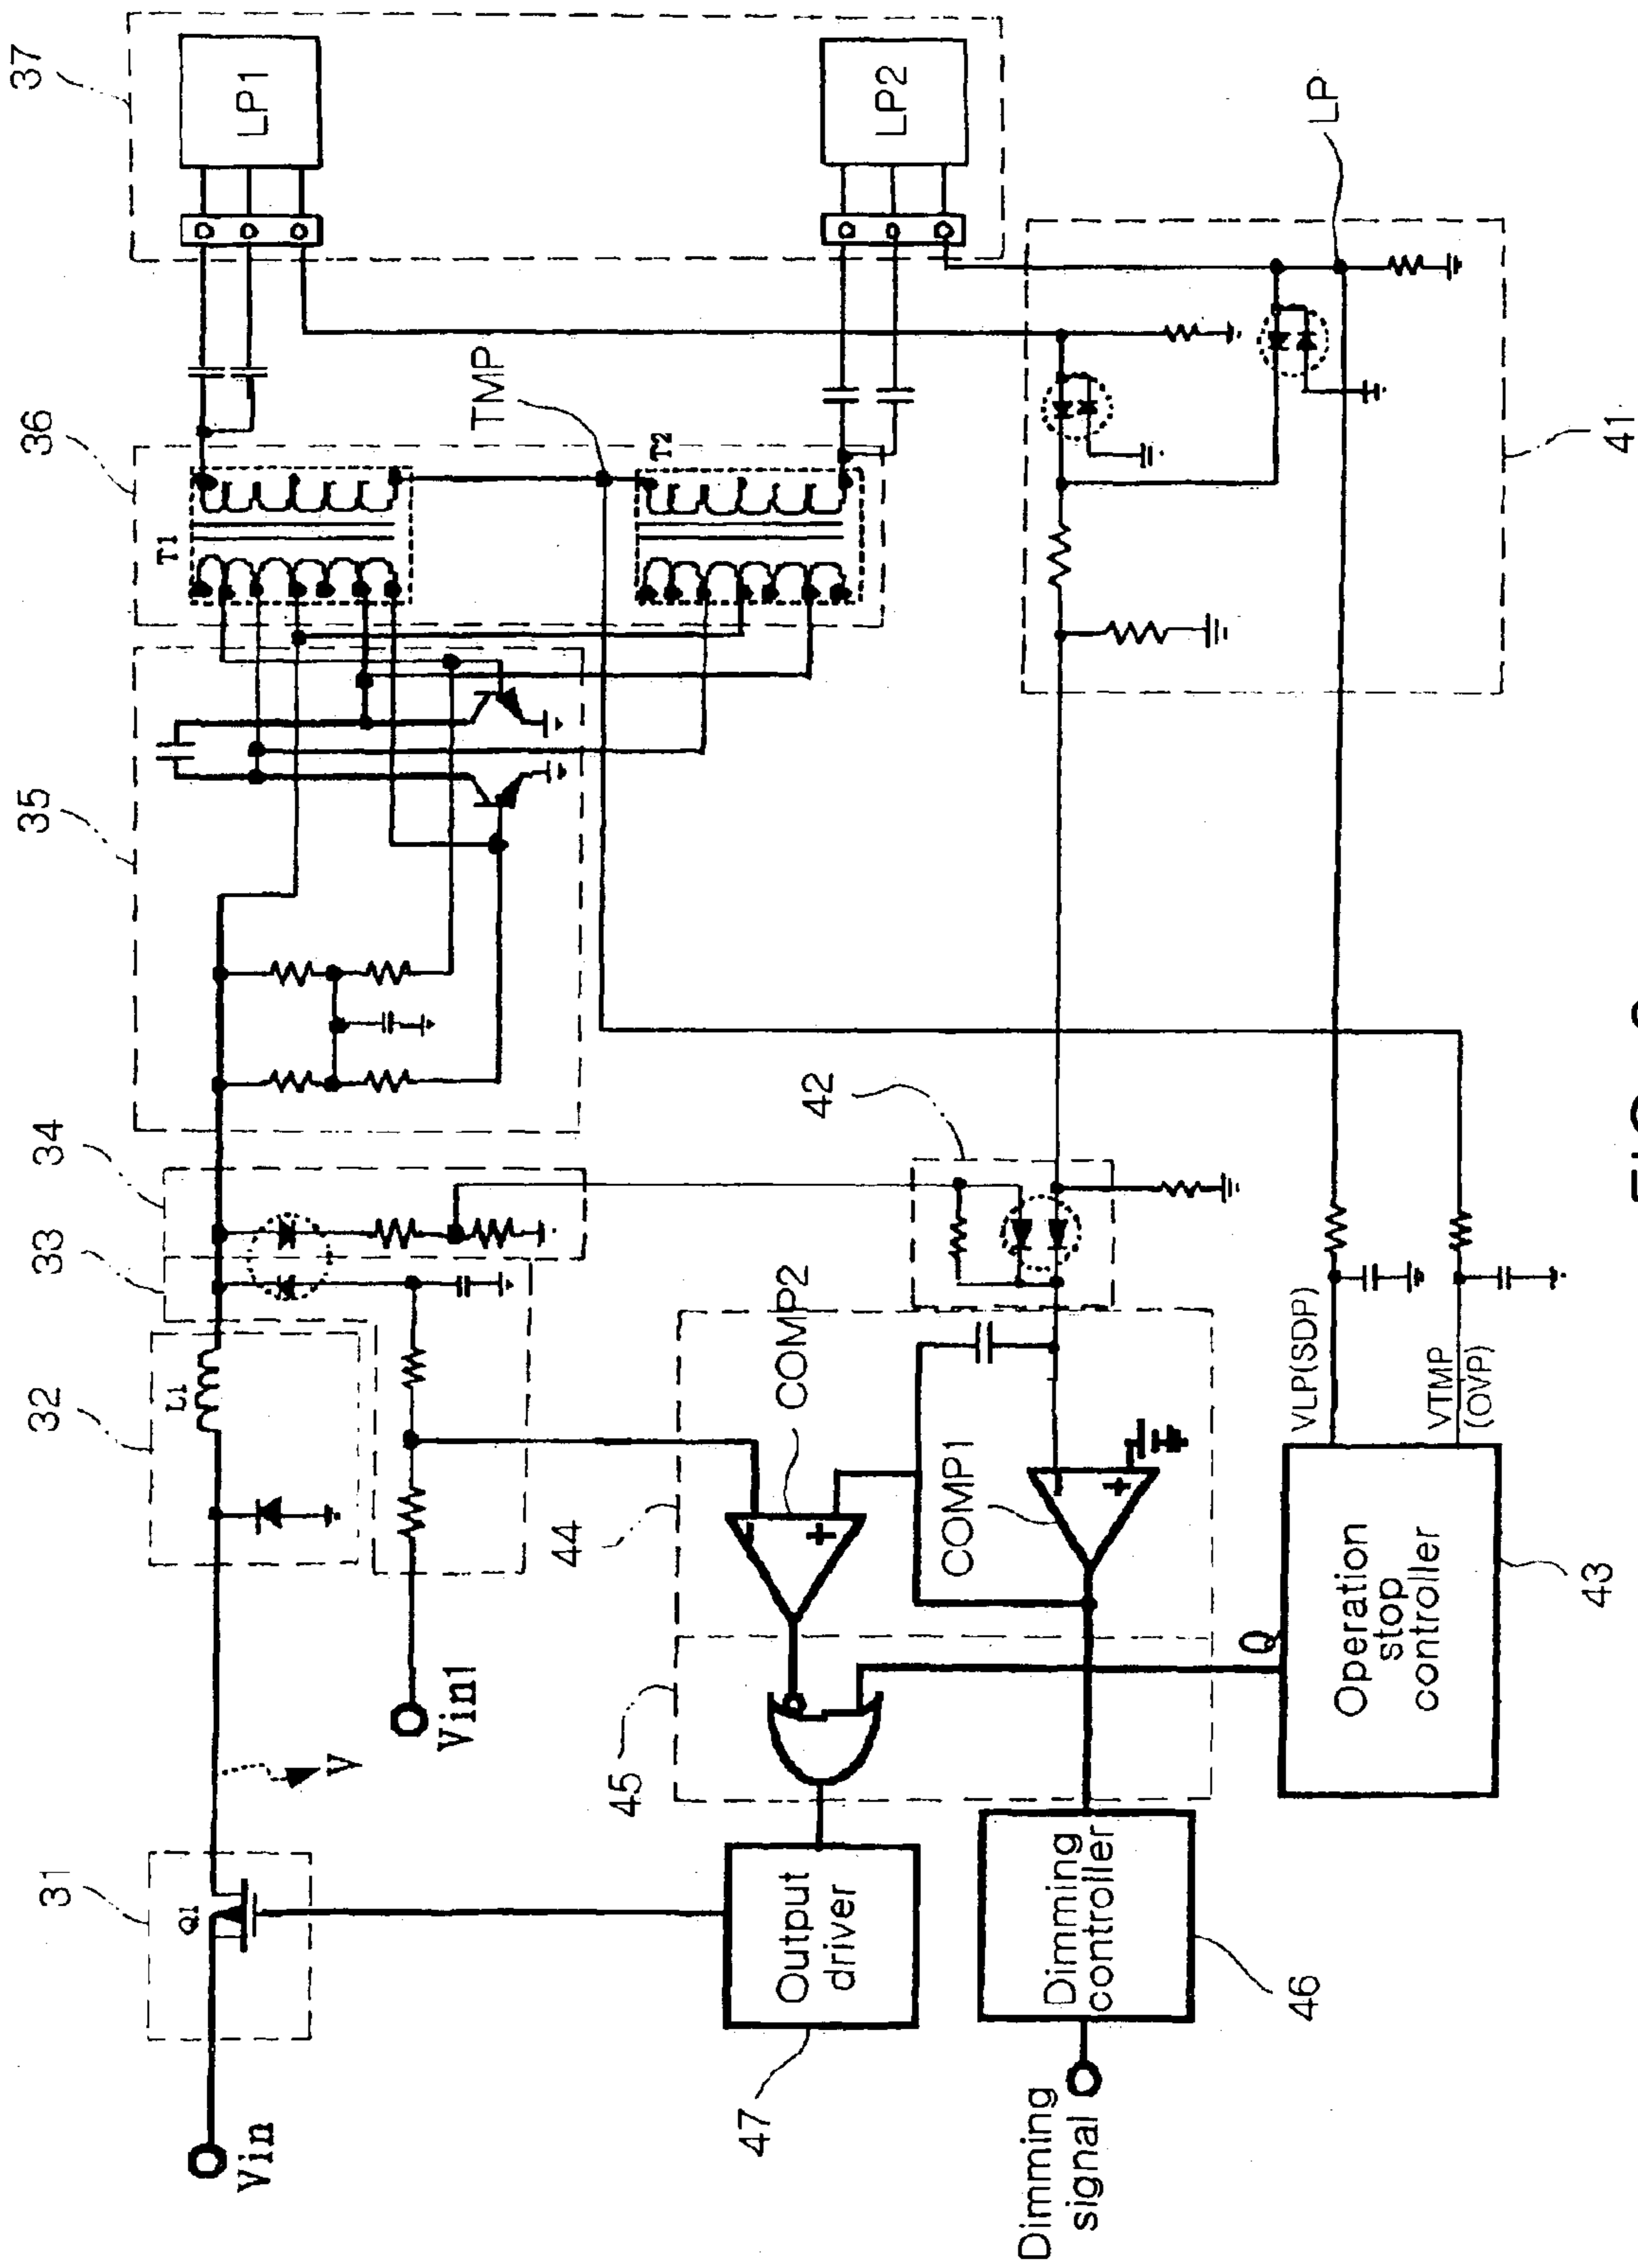 37
LP1
LP2
LP
36
T1
TMP
T2
41
35
34
33
42
32
L1
COMP2
COMP1
44
VLP(SDP)
VTMP
(OVP)
Operation
stop
controller
43
Q
Vin1
V
45
31
Q1
Output
driver
47
Dimming
controller
46
Vin
Dimming
signal